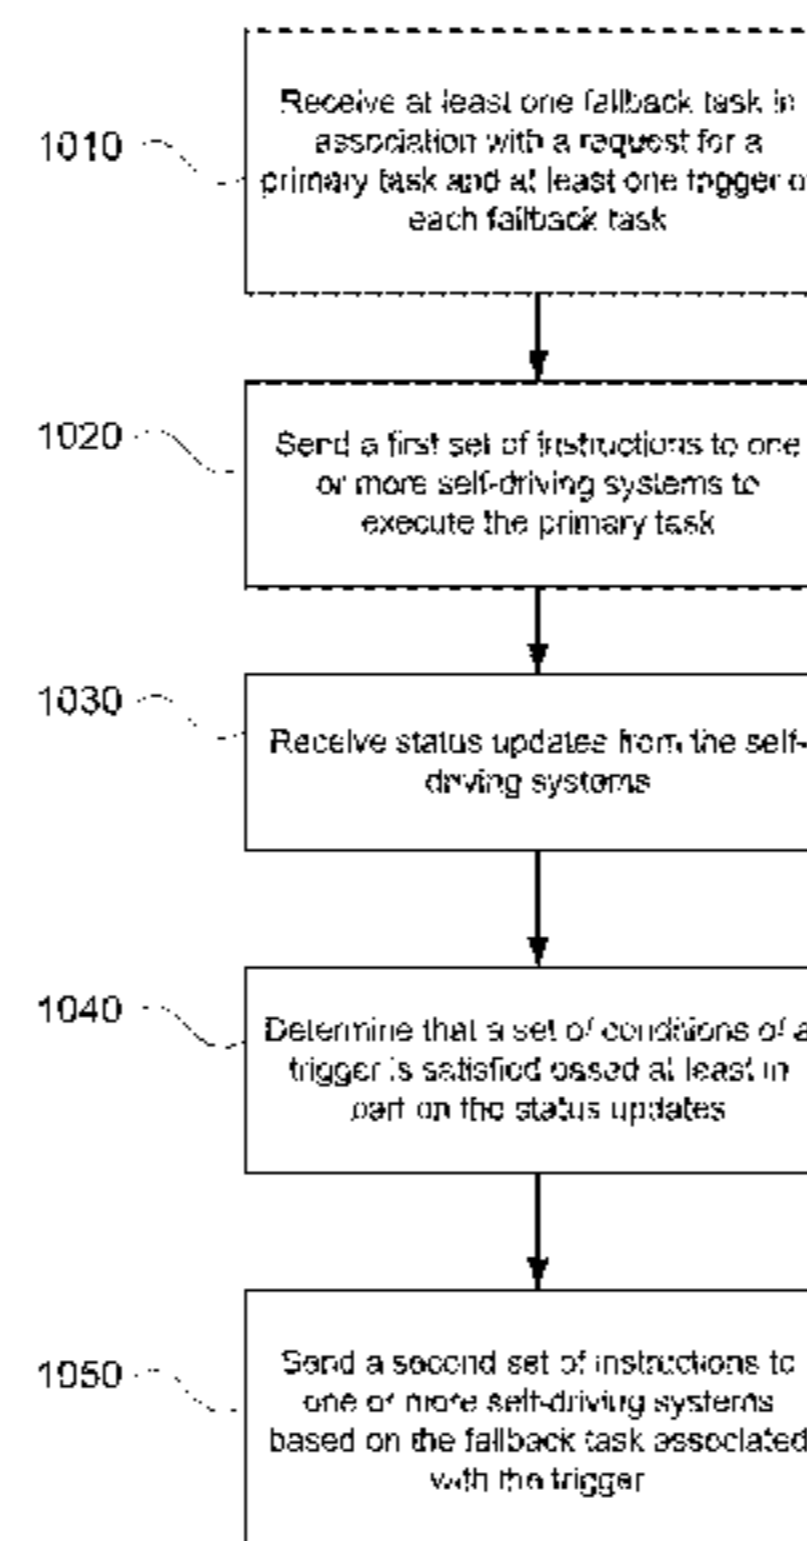 1010
Receive at least one fallback task in
association with a request for a
primary task and at least one trigger of
each fallback task
1020
Send a first set of instructions to one
or more self-driving systems to
execute the primary task
1030
Receive status updates from the self-
driving systems
1040
Determine that a set of conditions of a
trigger is satisfied based at least in
part on the status updates
1050
Send a second set of instructions to
one or more self-driving systems
based on the fallback task associated
with the trigger